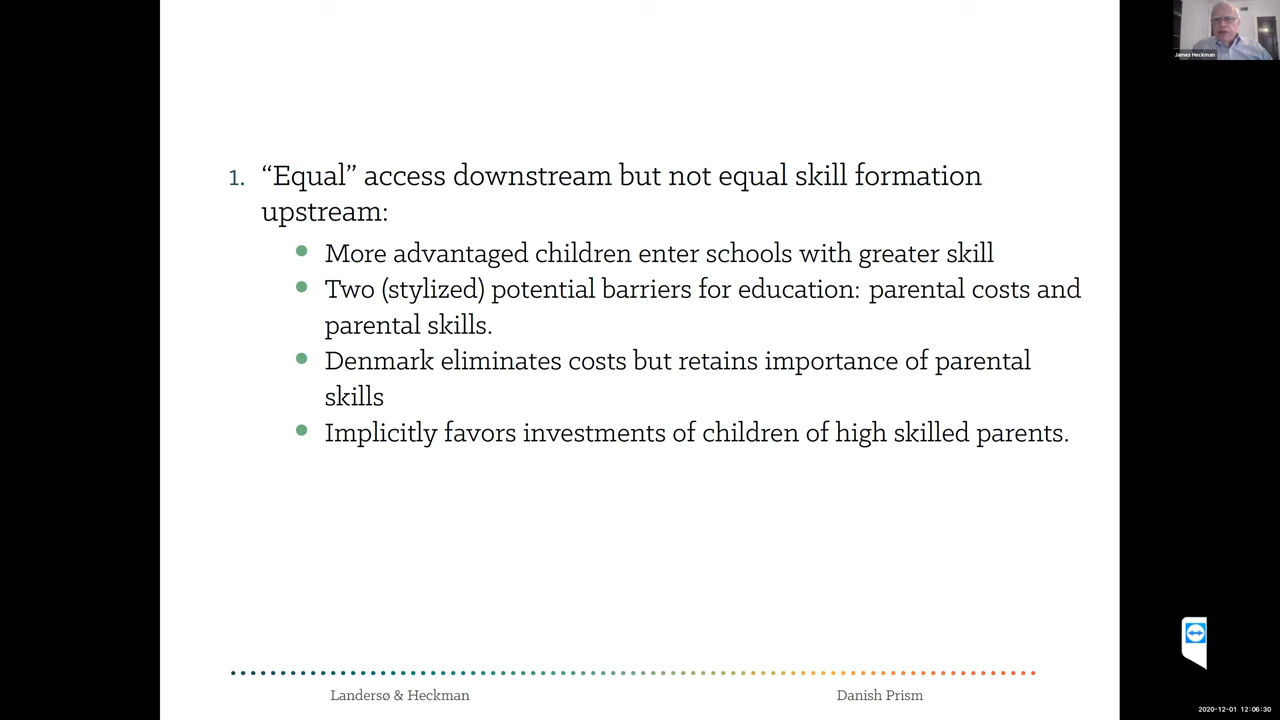 James Heckman
1. “Equal” access downstream but not equal skill formation
upstream:
More advantaged children enter schools with greater skill
Two (stylized) potential barriers for education: parental costs and
parental skills.
Denmark eliminates costs but retains importance of parental
skills
Implicitly favors investments of children of high skilled parents.
Landersø & Heckman
Danish Prism
2020-12-01 12:06:30